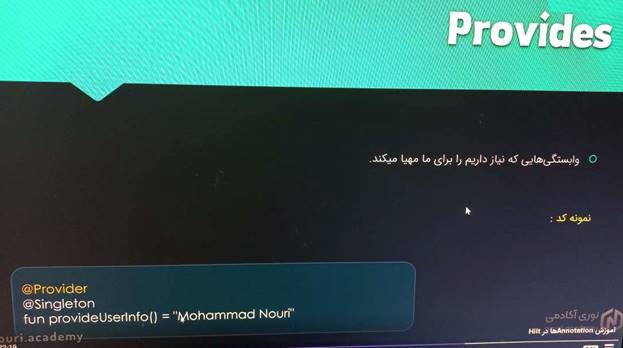 Provides
وابستگی‌هایی که نیاز داریم را برای ما مهیا میکند.
نمونه کد :
@Provider
@Singleton
fun provideUserInfo() = "Mohammad Nouri"
نوری آکادمی
آموزش Annotationها در Hilt
ouri.academy